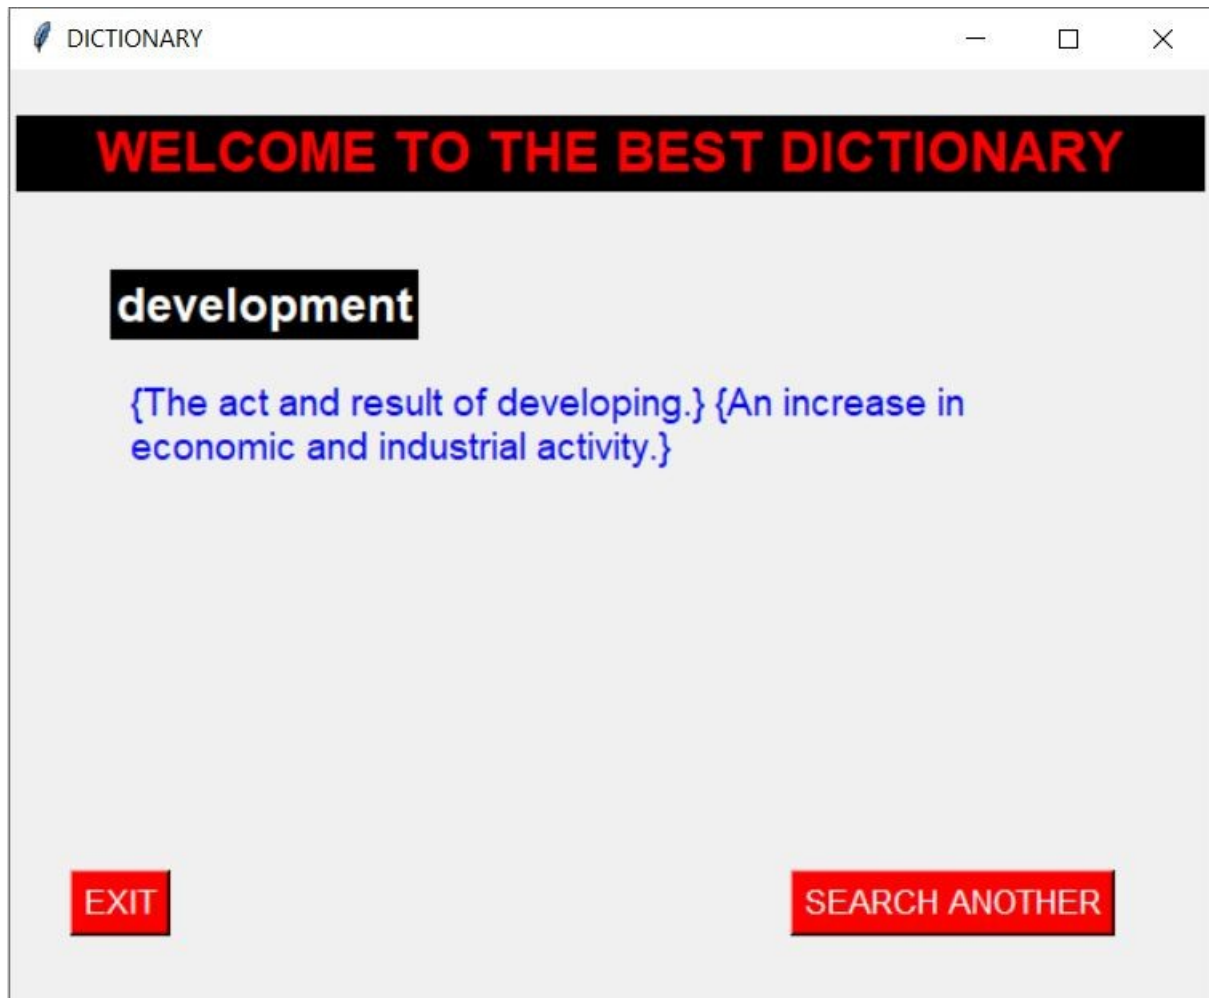 DICTIONARY
WELCOME TO THE BEST DICTIONARY
development
{The act and result of developing.} {An increase in
economic and industrial activity.}
EXIT
SEARCH ANOTHER